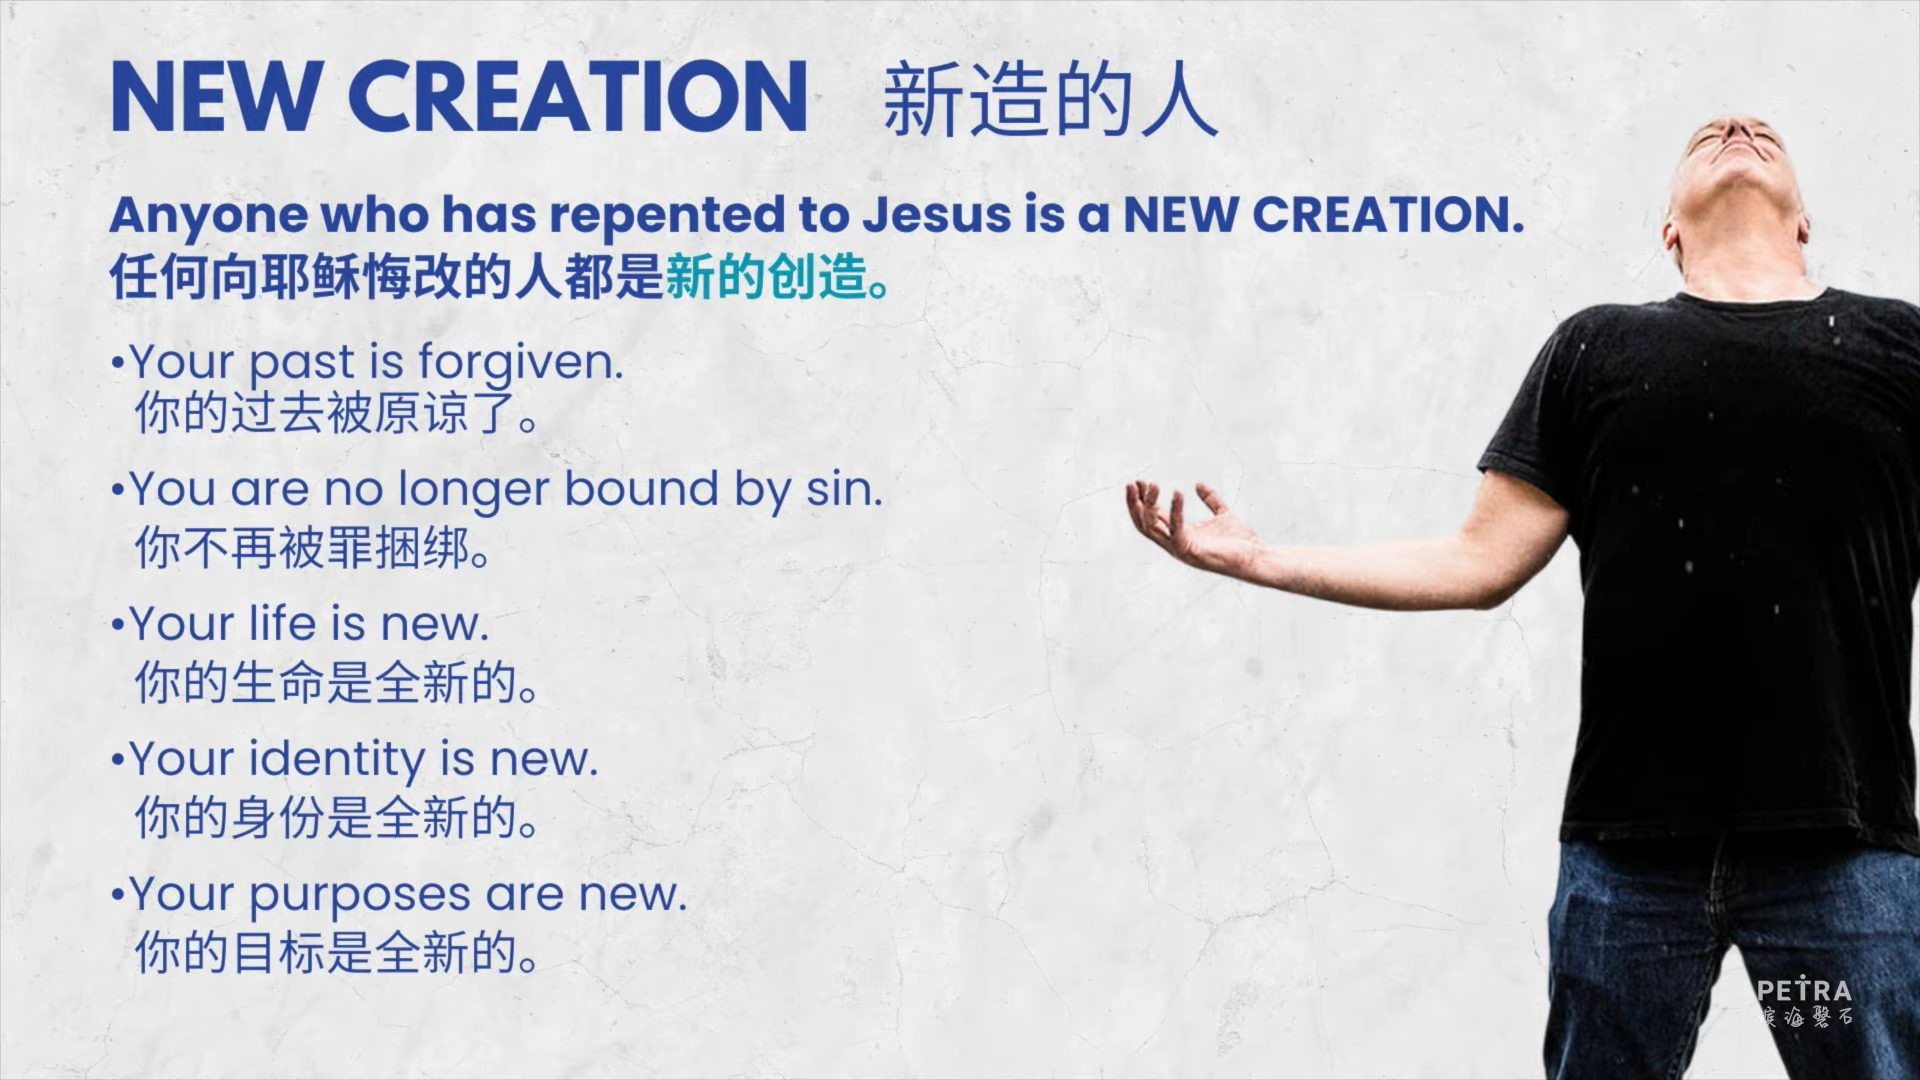 NEW CREATION 新造的人
Anyone who has repented to Jesus is a NEW CREATION.
任何向耶稣悔改的人都是新的创造。
•Your past is forgiven.
你的过去被原谅了。
•You are no longer bound by sin.
你不再被罪捆绑。
•Your life is new.
你的生命是全新的。
•Your identity is new.
你的身份是全新的。
•Your purposes are new.
你的目标是全新的。
PETRA
滨海磐石